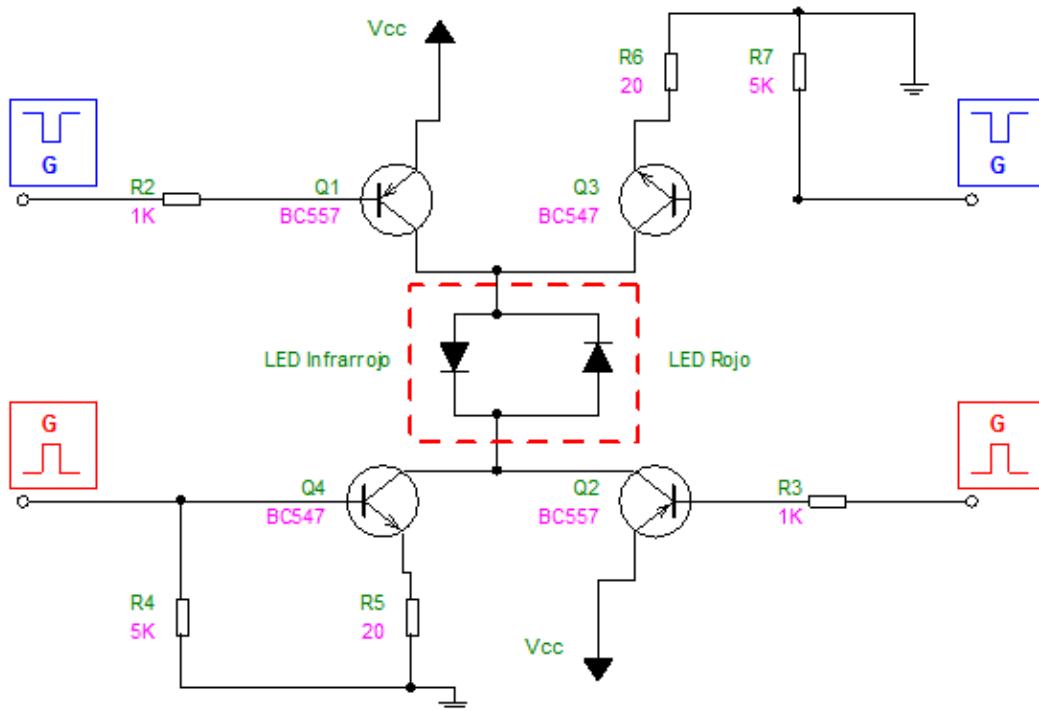 Vcc
R6
20
R7
5K
G
G
R2
1K
Q1
BC557
Q3
BC547
LED Infrarrojo
LED Rojo
G
G
Q4
BC547
Q2
BC557
R3
1K
R4
5K
R5
20
Vcc